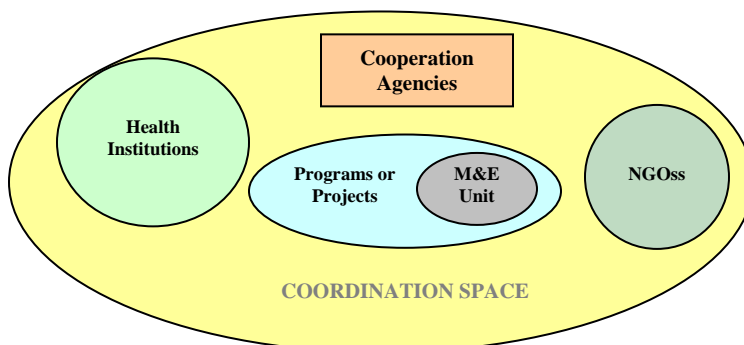 Cooperation
Agencies
Health
Institutions
Programs or
Projects
M&E
Unit
NGOss
COORDINATION SPACE